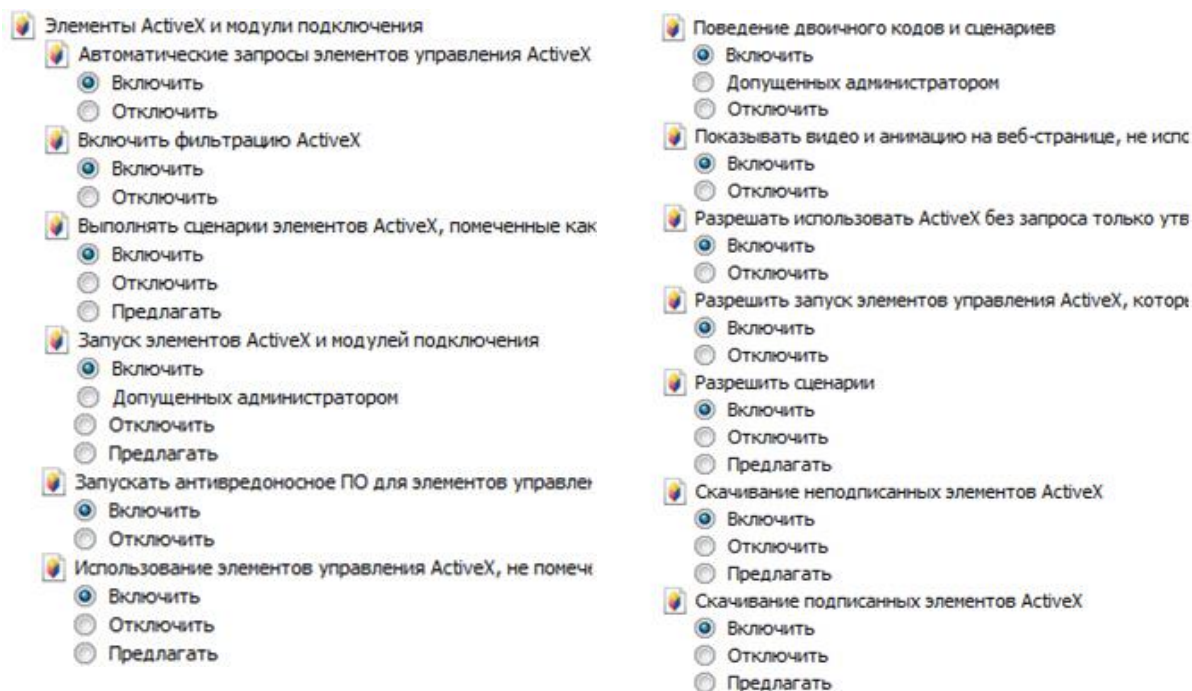 Элементы ActiveX и модули подключения
Автоматические запросы элементов управления ActiveX
Включить
Отключить
Включить фильтрацию ActiveX
Включить
Отключить
Выполнять сценарии элементов ActiveX, помеченные как
Включить
Отключить
Предлагать
Запуск элементов ActiveX и модулей подключения
Включить
Допущенных администратором
Отключить
Предлагать
Запускать антивредоносное ПО для элементов управлен
Включить
Отключить
Использование элементов управления ActiveX, не помече
Включить
Отключить
Предлагать
Поведение двоичного кодов и сценариев
Включить
Допущенных администратором
Отключить
Показывать видео и анимацию на веб-странице, не испо
Включить
Отключить
Разрешать использовать ActiveX без запроса только утв
Включить
Отключить
Разрешить запуск элементов управления ActiveX, которы
Включить
Отключить
Разрешить сценарии
Включить
Отключить
Предлагать
Скачивание неподписанных элементов ActiveX
Включить
Отключить
Предлагать
Скачивание подписанных элементов ActiveX
Включить
Отключить
Предлагать